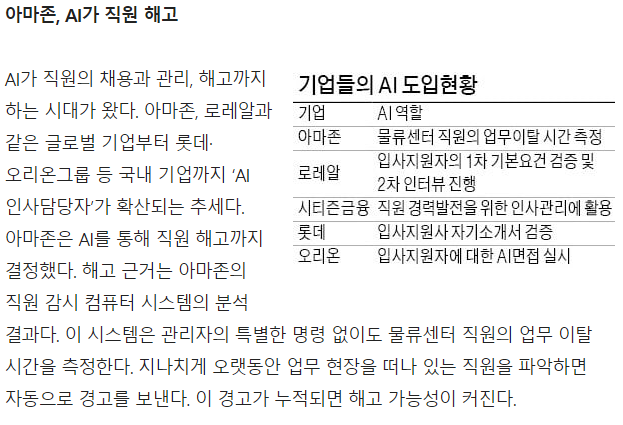 아마존, AI가 직원 해고
AI가 직원의 채용과 관리, 해고까지
하는 시대가 왔다. 아마존, 로레알과
같은 글로벌 기업부터 롯데·
오리온그룹 등 국내 기업까지 ‘AI
인사담당자’가 확산되는 추세다.
아마존은 AI를 통해 직원 해고까지
결정했다. 해고 근거는 아마존의
직원 감시 컴퓨터 시스템의 분석
결과다. 이 시스템은 관리자의 특별한 명령 없이도 물류센터 직원의 업무 이탈
시간을 측정한다. 지나치게 오랫동안 업무 현장을 떠나 있는 직원을 파악하면
자동으로 경고를 보낸다. 이 경고가 누적되면 해고 가능성이 커진다.
기업들의 AI 도입현황
기업 AI 역할
아마존 물류센터 직원의 업무이탈 시간 측정
로레알 입사지원자의 1차 기본요건 검증 및
2차 인터뷰 진행
시티즌금융 직원 경력발전을 위한 인사관리에 활용
롯데 입사지원사 자기소개서 검증
오리온 입사지원자에 대한 AI면접 실시